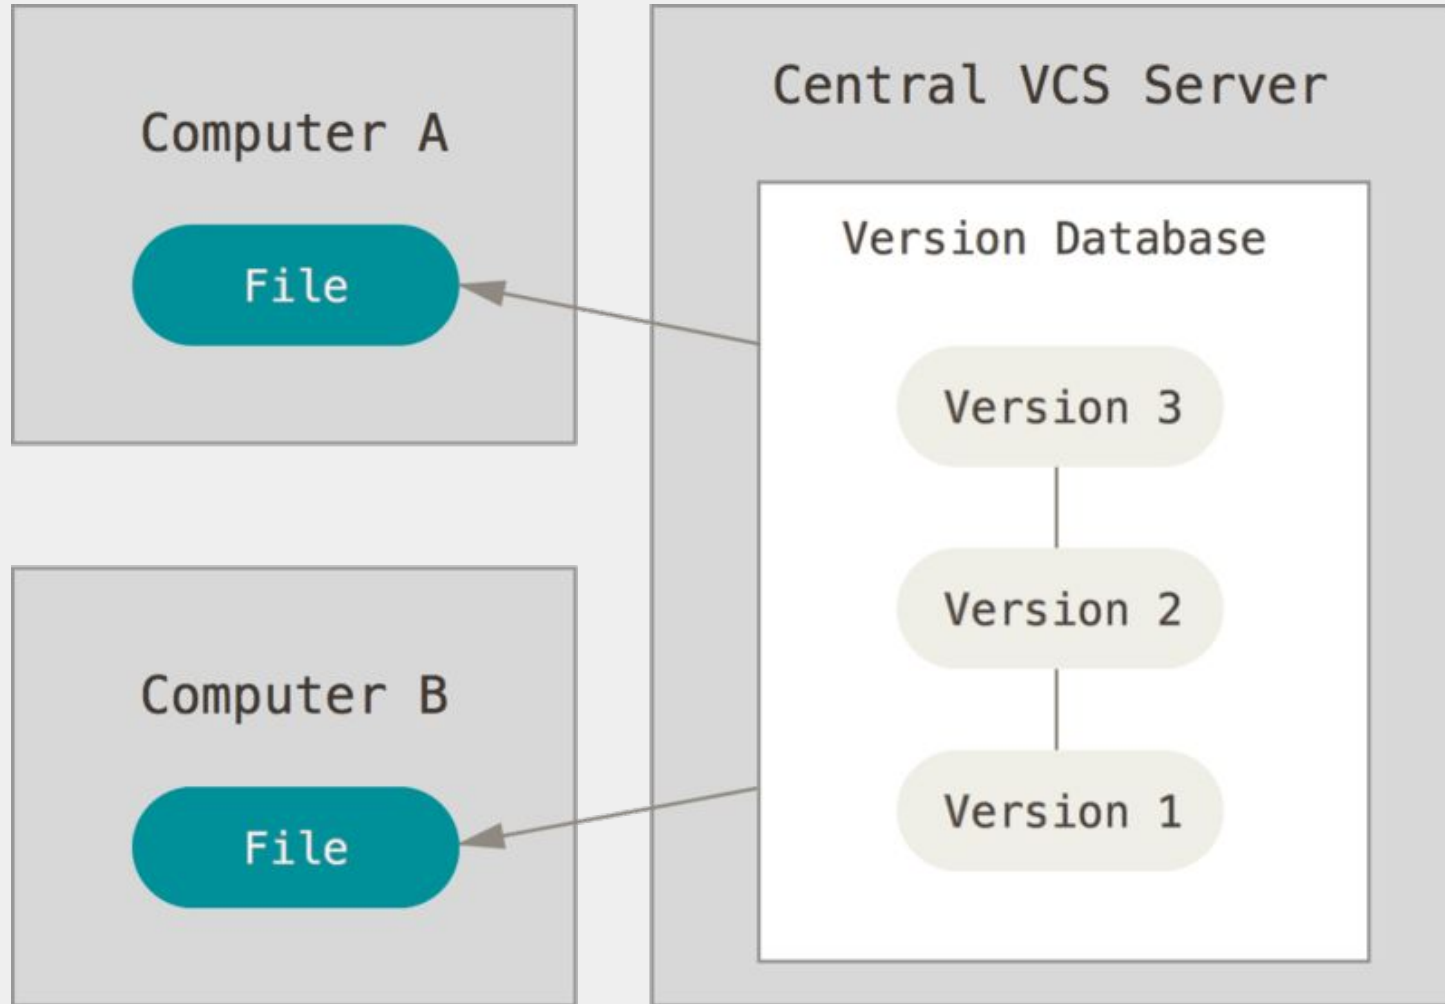 Computer A
File
Computer B
File
Central VCS Server
Version Database
Version 3
Version 2
Version 1